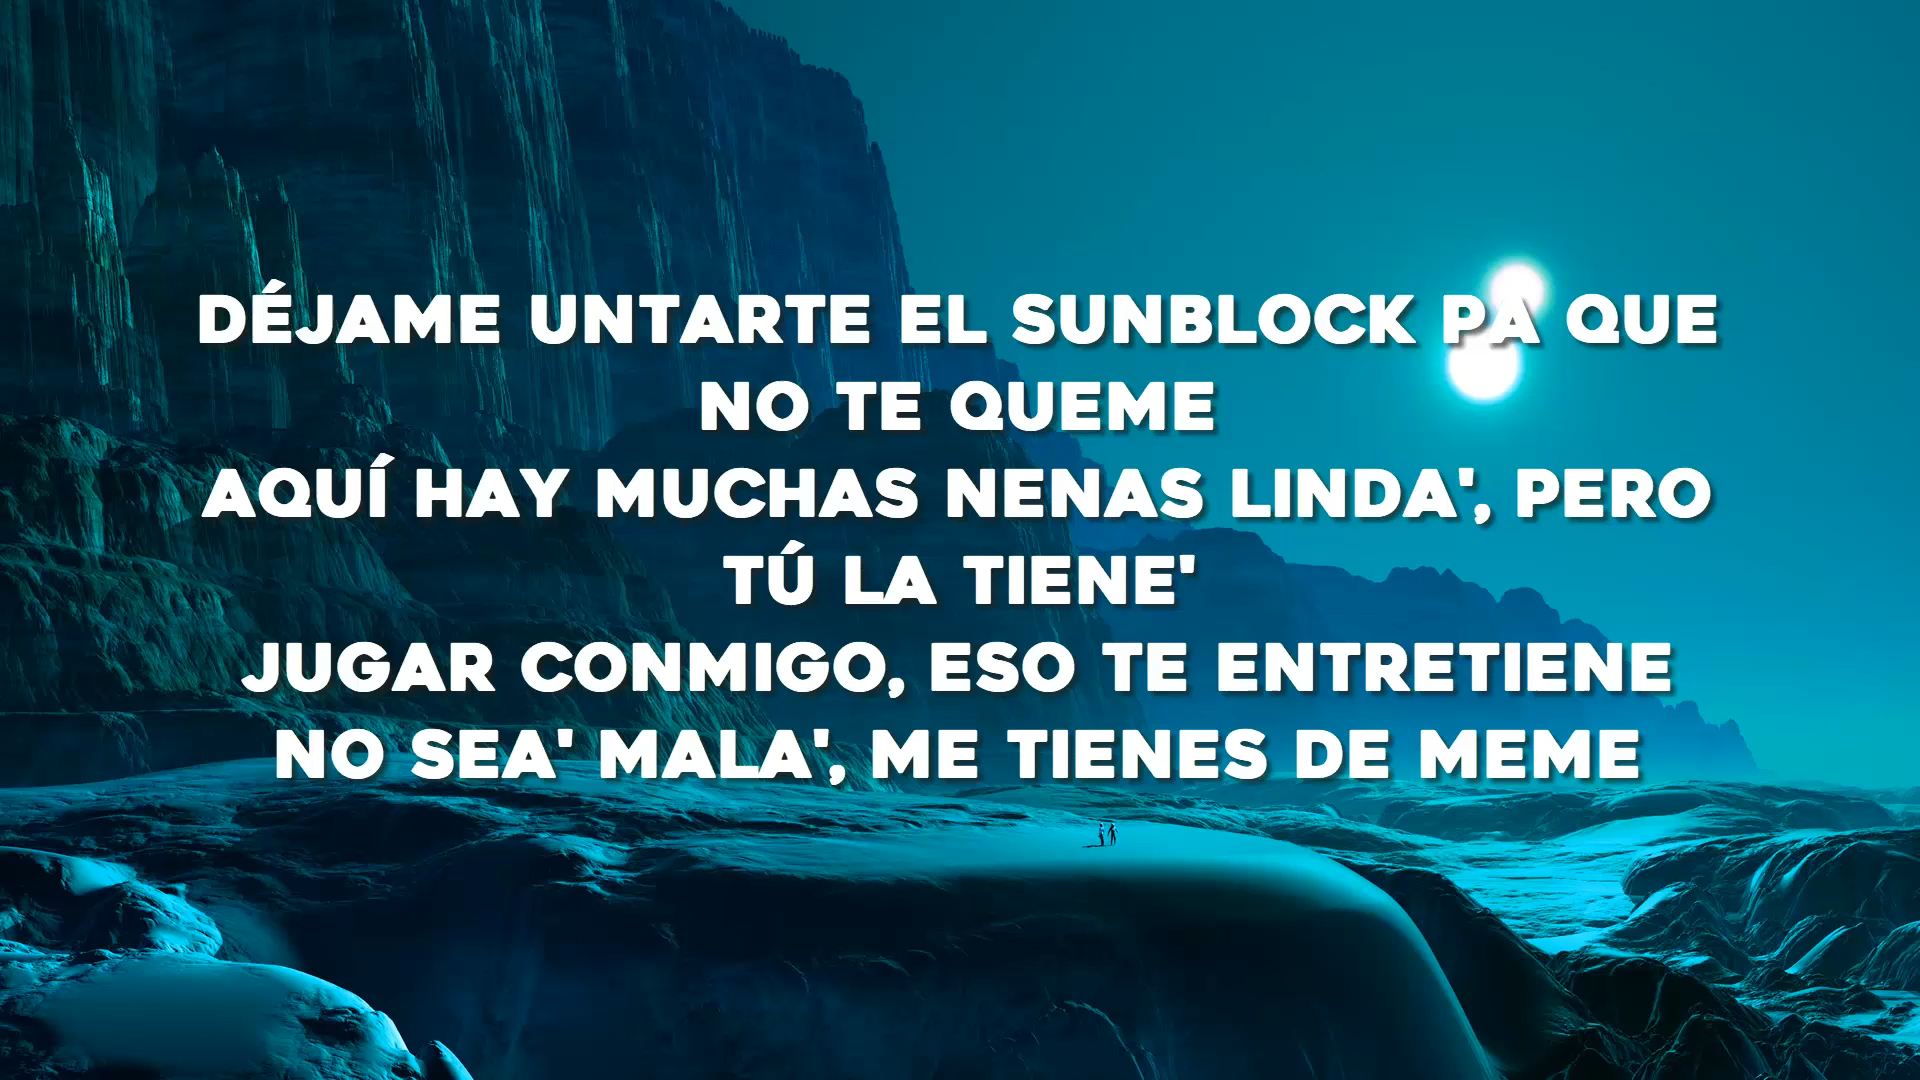 DÉJAME UNTARTE EL SUNBLOCK PA QUE
NO TE QUEME
AQUÍ HAY MUCHAS NENAS LINDA', PERO
TÚ LA TIENE'
JUGAR CONMIGO, ESO TE ENTRETIENE
NO SEA' MALA', ME TIENES DE MEME